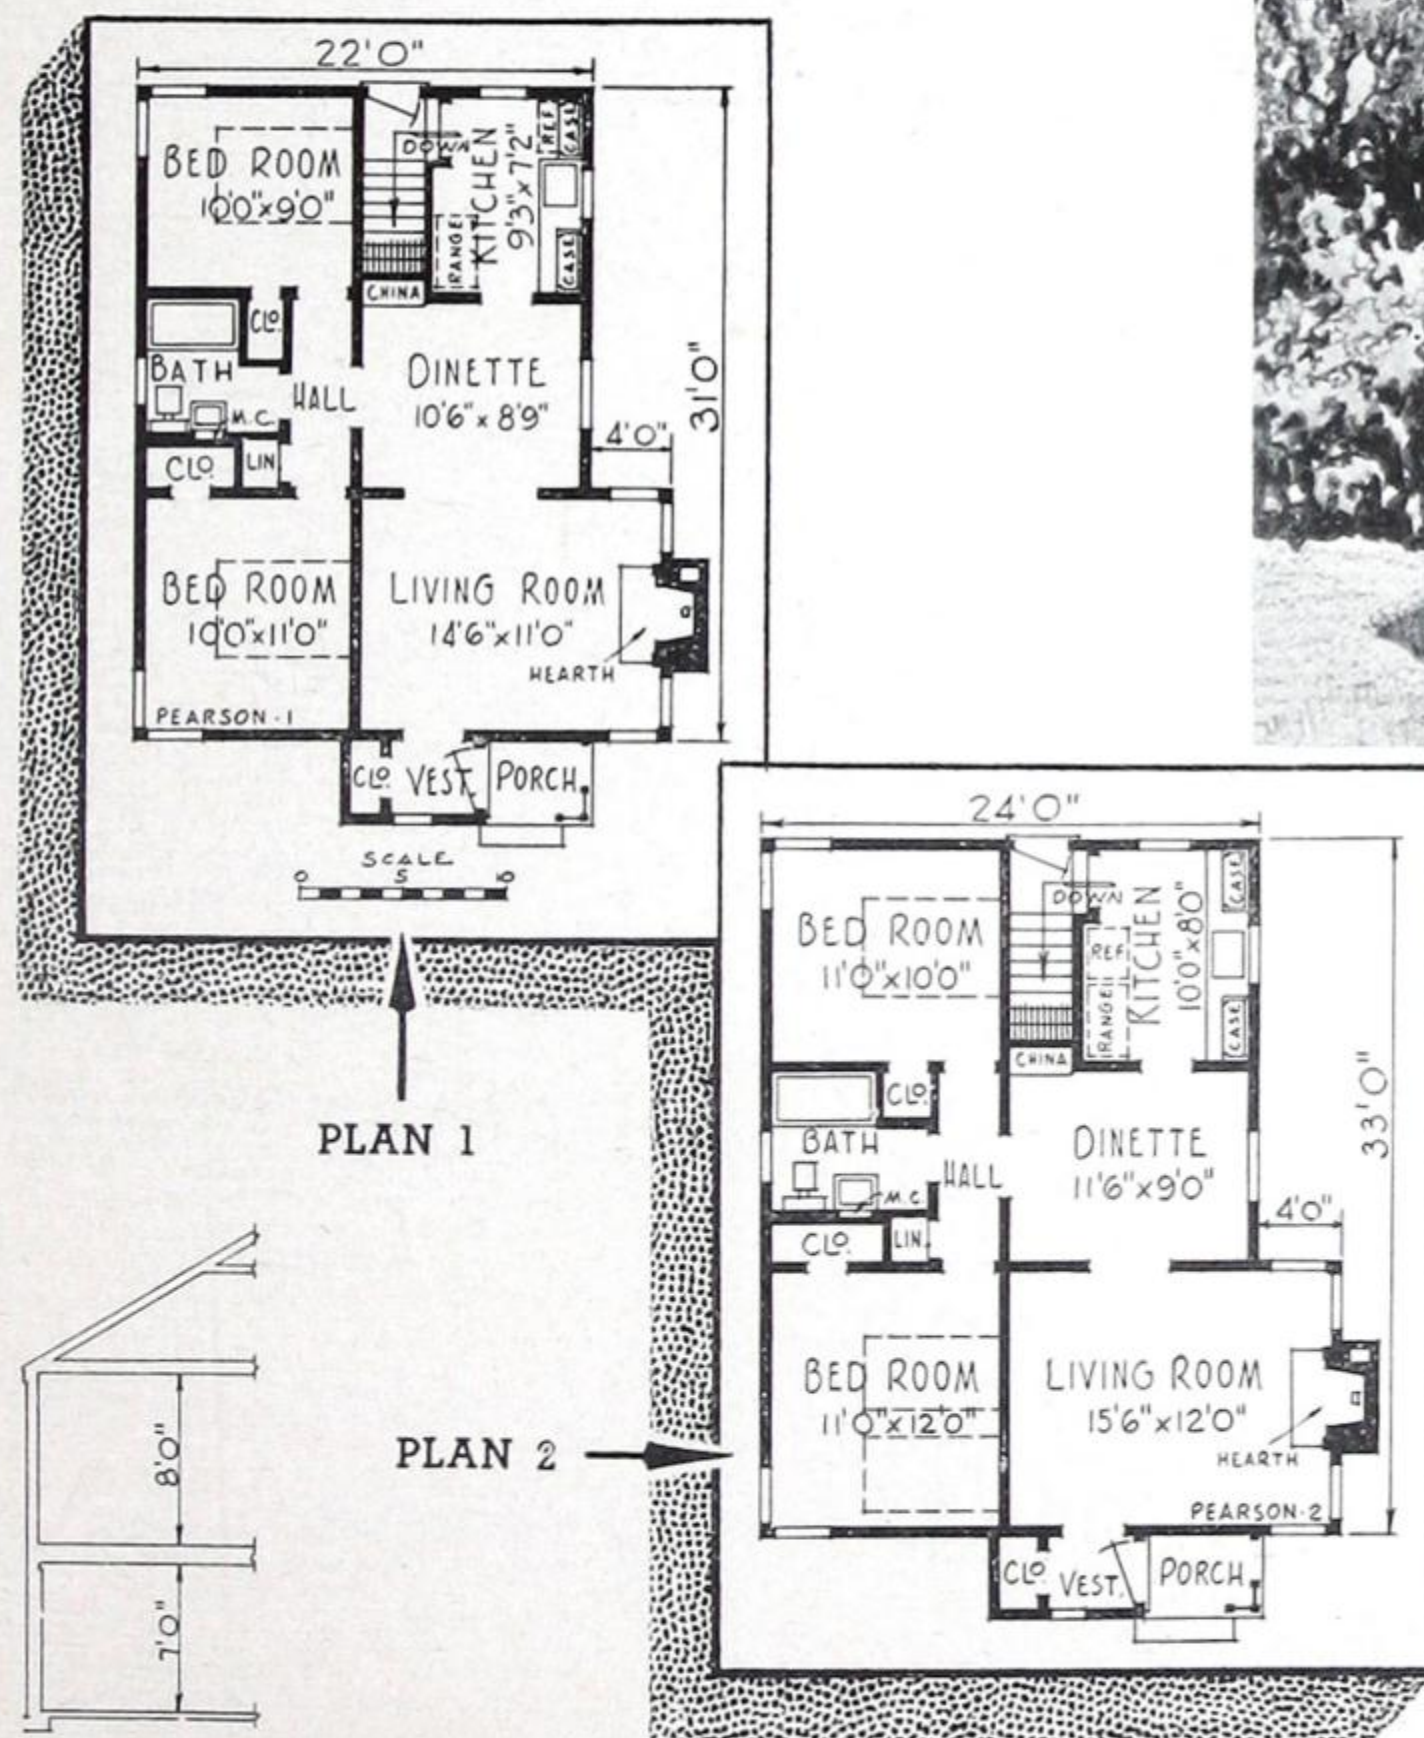 22'0"
BED ROOM
10'0"x9'0"
DOWN
KITCHEN
9'3"x7'2"
REF
CASE
RANGE
CASE
CHINA
CLO.
BATH
M.C.
HALL
DINETTE
10'6"x8'9"
31'0"
4'0"
CLO.
LIN
BED ROOM
10'0"x11'0"
LIVING ROOM
14'6"x11'0"
HEARTH
PEARSON-1
CLO.
VEST.
PORCH
SCALE
0 5 10
PLAN 1
24'0"
BED ROOM
11'0"x10'0"
DOWN
KITCHEN
10'0"x8'0"
CASE
REF
RANGE
CASE
CHINA
CLO.
BATH
M.C.
HALL
DINETTE
11'6"x9'0"
33'0"
4'0"
CLO.
LIN.
BED ROOM
11'0"x12'0"
LIVING ROOM
15'6"x12'0"
HEARTH
PEARSON-2
CLO.
VEST.
PORCH
PLAN 2
8'0"
7'0"